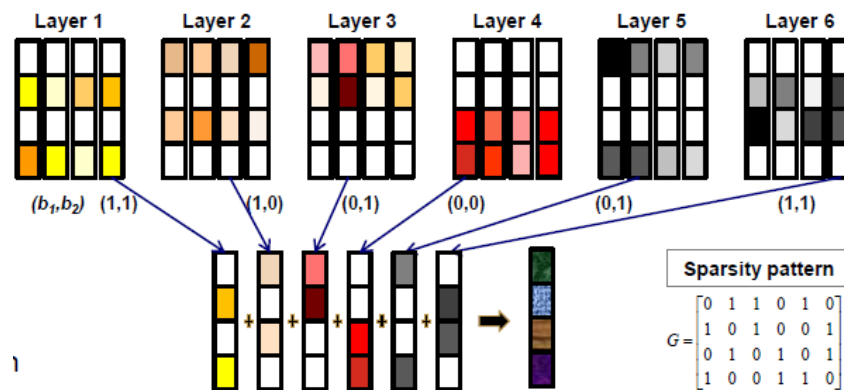 Layer 1 Layer 2 Layer 3 Layer 4 Layer 5 Layer 6
(b₁,b₂) (1,1) (1,0) (0,1) (0,0) (0,1) (1,1)
+ + + + +
Sparsity pattern
0 1 1 0 1 0
1 0 1 0 0 1
G =
0 1 0 1 0 1
1 0 0 1 1 0